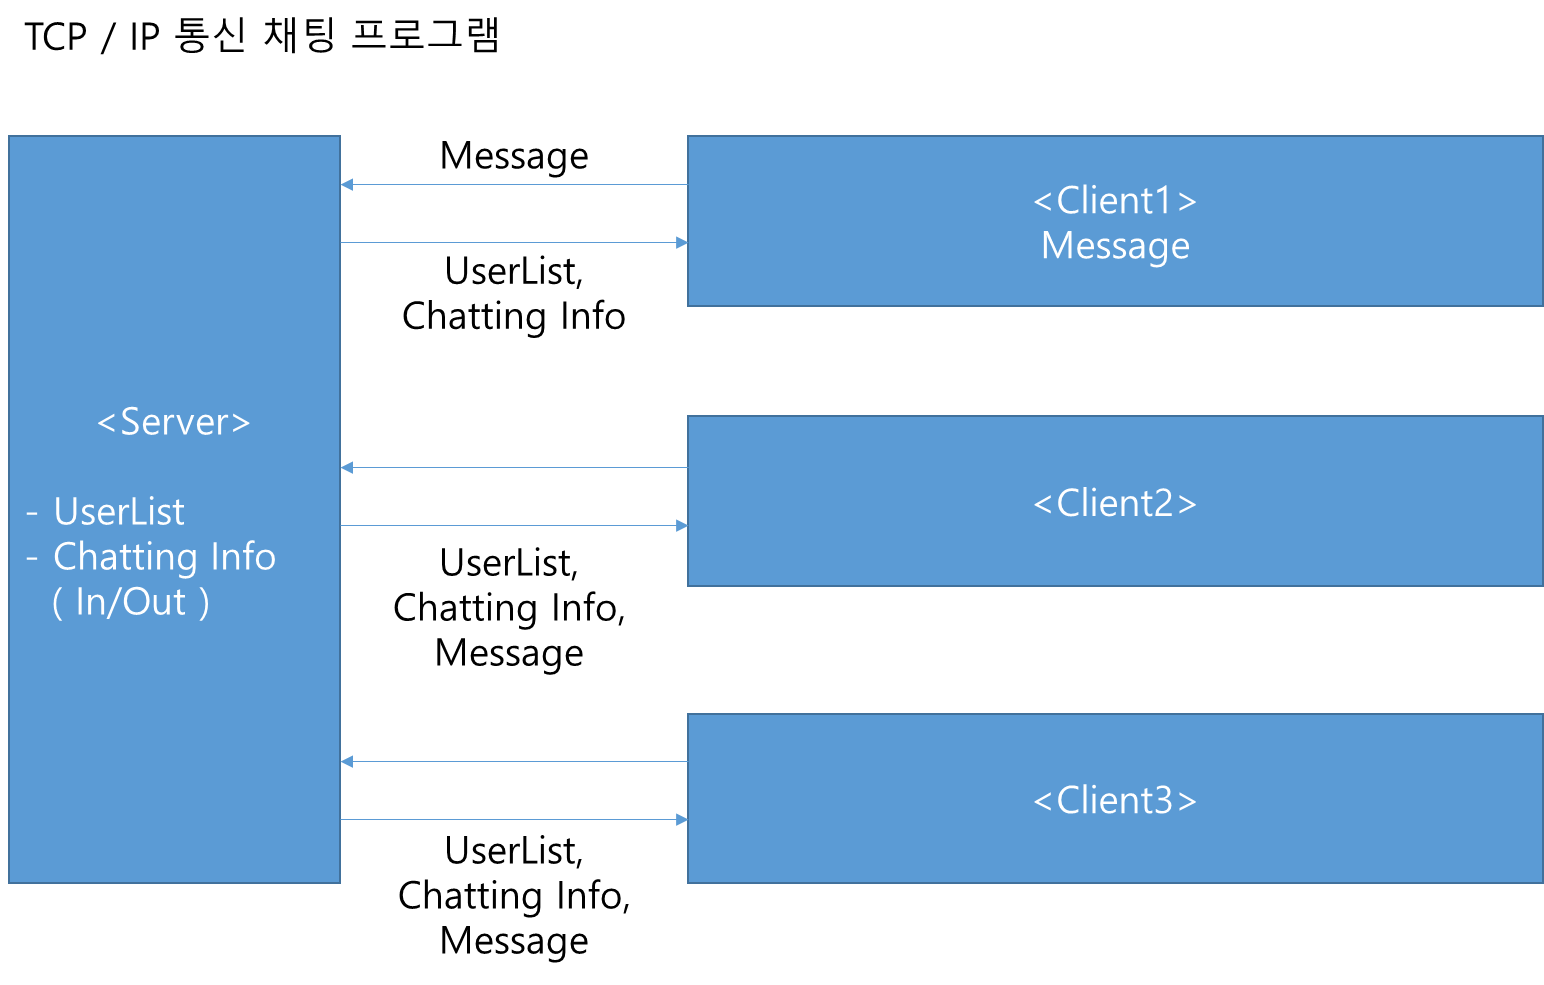 TCP / IP 통신 채팅 프로그램
Message
<Client1>
Message
UserList,
Chatting Info
<Server>
- UserList
- Chatting Info
( In/Out )
<Client2>
UserList,
Chatting Info,
Message
<Client3>
UserList,
Chatting Info,
Message